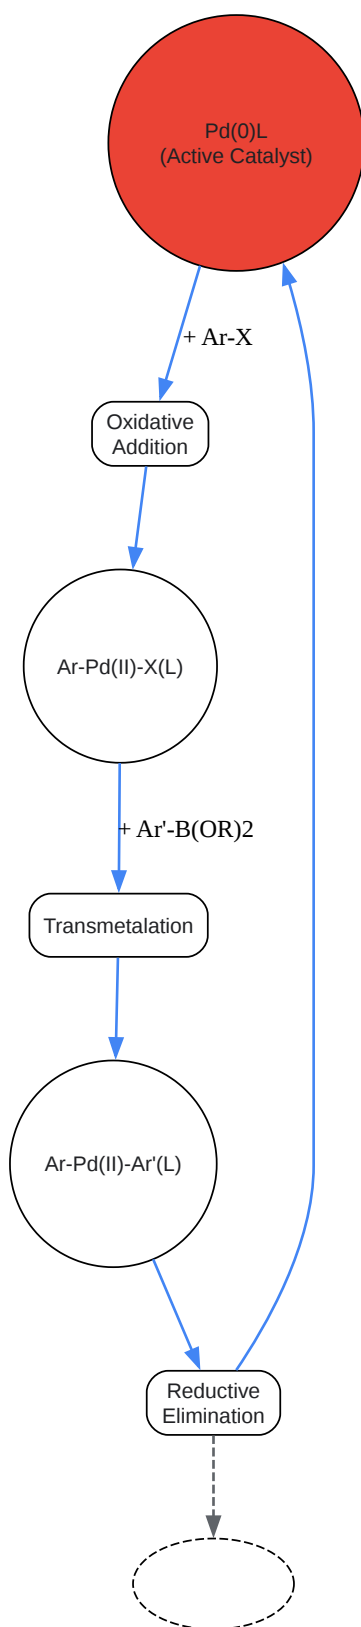 Pd(0)L
(Active Catalyst)
+ Ar-X
Oxidative
Addition
Ar-Pd(II)-X(L)
+ Ar'-B(OR)2
Transmetalation
Ar-Pd(II)-Ar'(L)
Reductive
Elimination